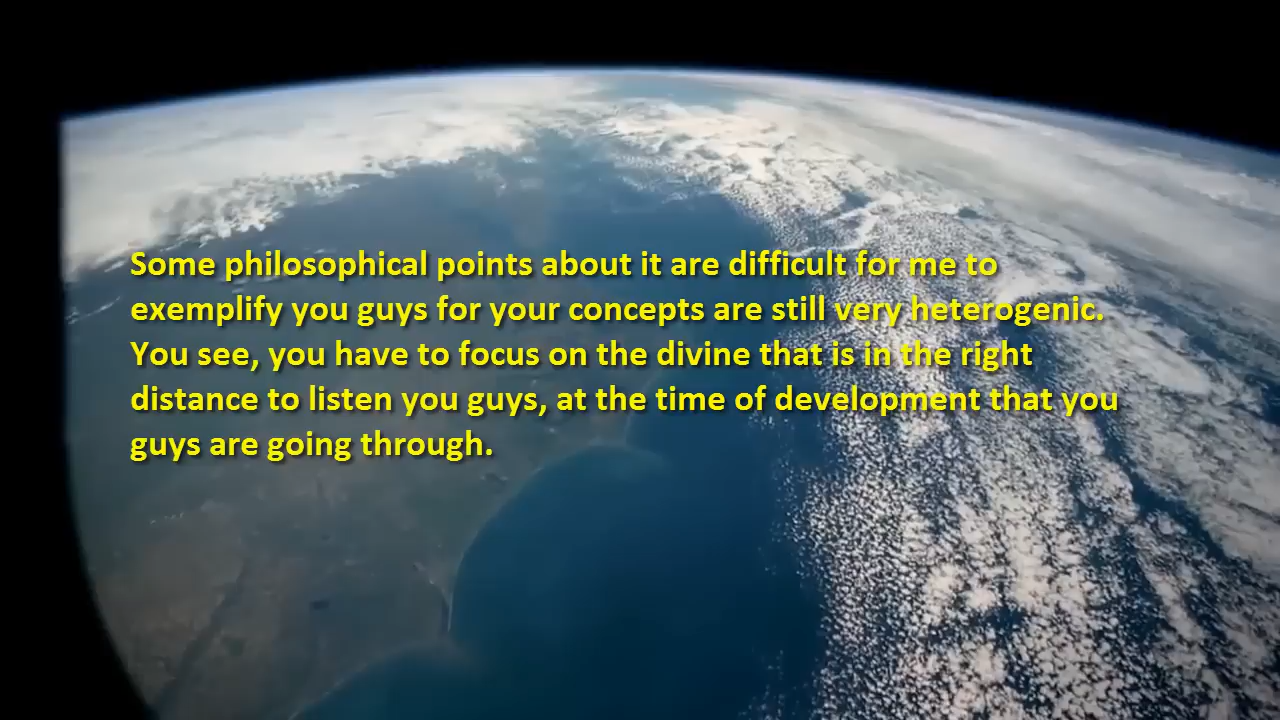 Some philosophical points about it are difficult for me to
exemplify you guys for your concepts are still very heterogenic.
You see, you have to focus on the divine that is in the right
distance to listen you guys, at the time of development that you
guys are going through.